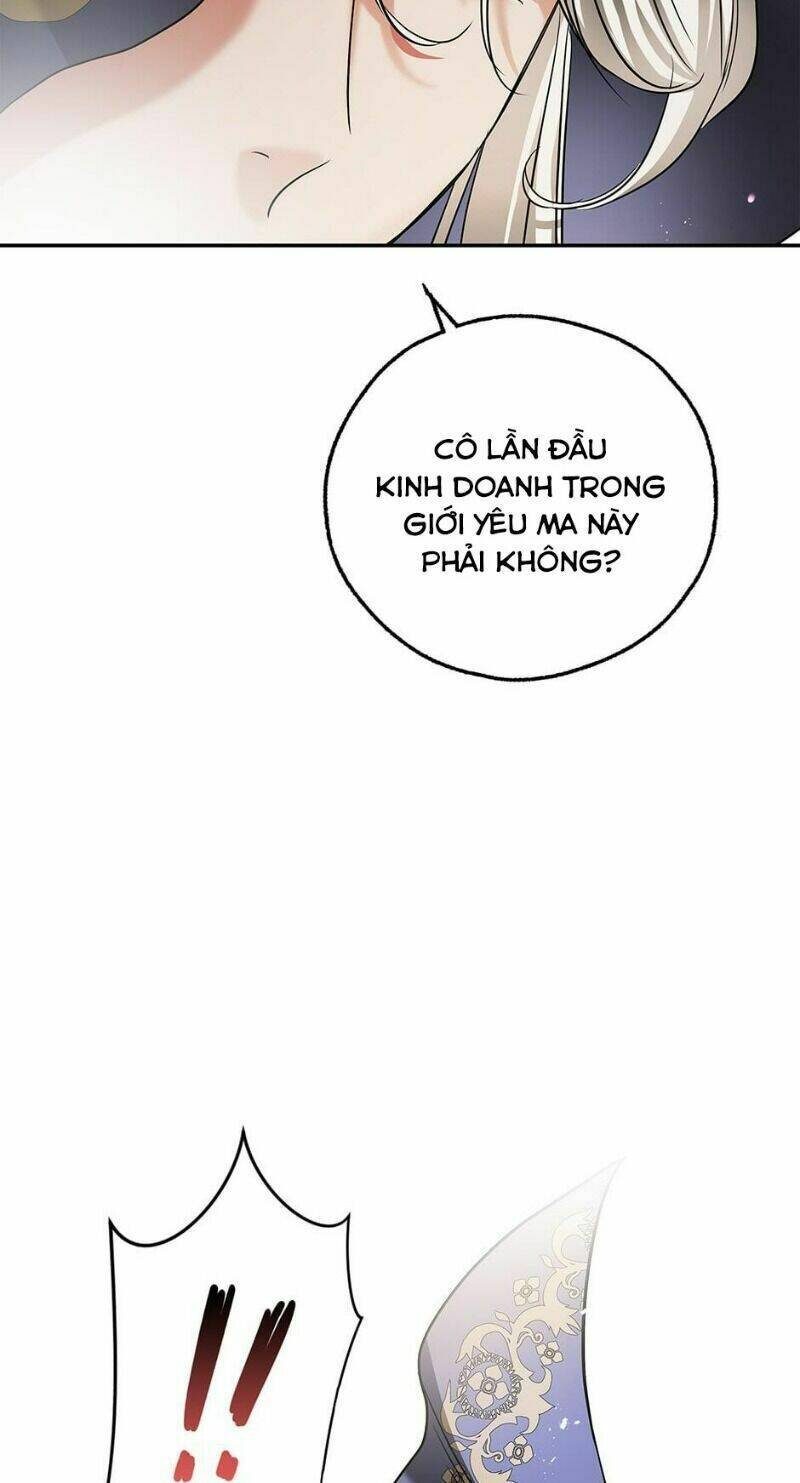 CÔ LẦN ĐẦU
KINH DOANH TRONG
GIỚI YÊU MA NÀY
PHẢI KHÔNG?
!!